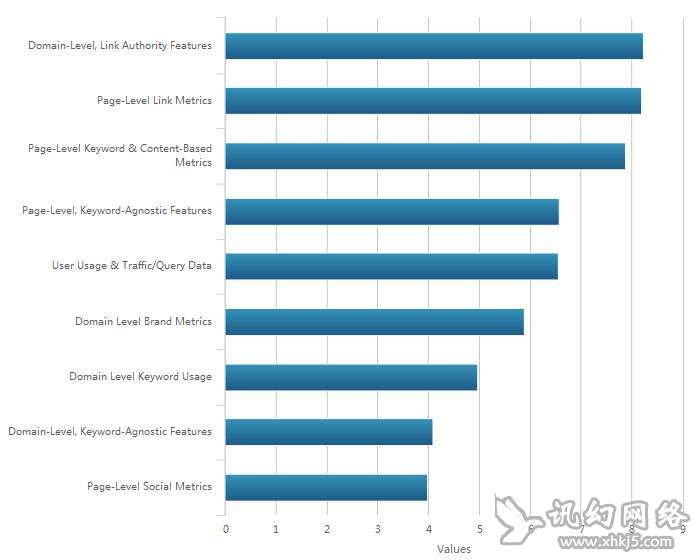 Domain-Level, Link Authority Features
Page-Level Link Metrics
Page-Level Keyword & Content-Based
Metrics
Page-Level, Keyword-Agnostic Features
User Usage & Traffic/Query Data
Domain Level Brand Metrics
Domain Level Keyword Usage
Domain-Level, Keyword-Agnostic Features
Page-Level Social Metrics
0 1 2 3 4 5 6 7 8 9
Values
讯幻网络
www.xhkj5.com